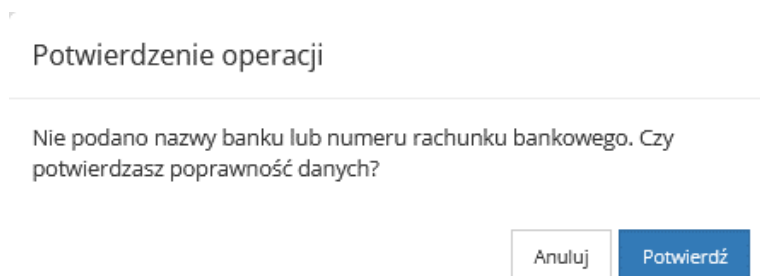 Potwierdzenie operacji
Nie podano nazwy banku lub numeru rachunku bankowego. Czy
potwierdzasz poprawność danych?
Anuluj Potwierdź